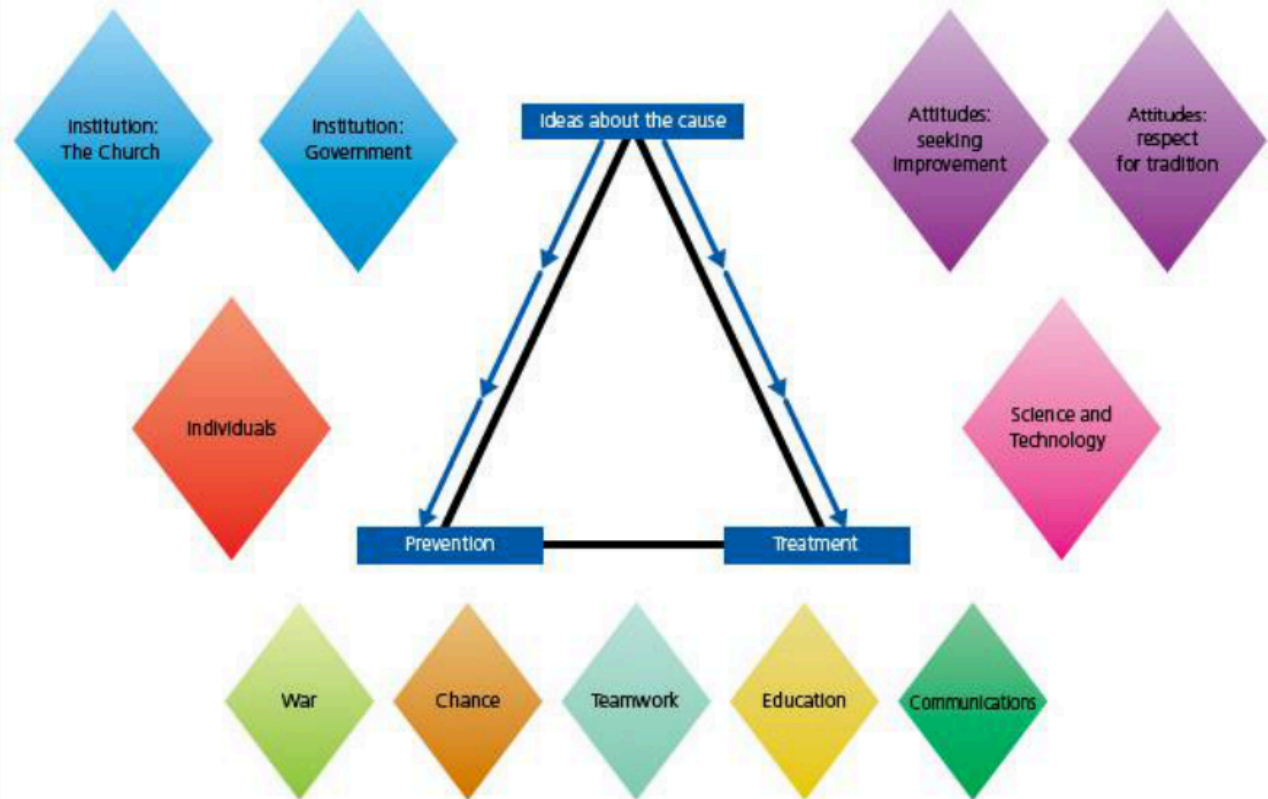 Institution:
The Church
Institution:
Government
Ideas about the cause
Attitudes:
seeking
improvement
Attitudes:
respect
for tradition
Individuals
Science and
Technology
Prevention
Treatment
War
Chance
Teamwork
Education
Communications